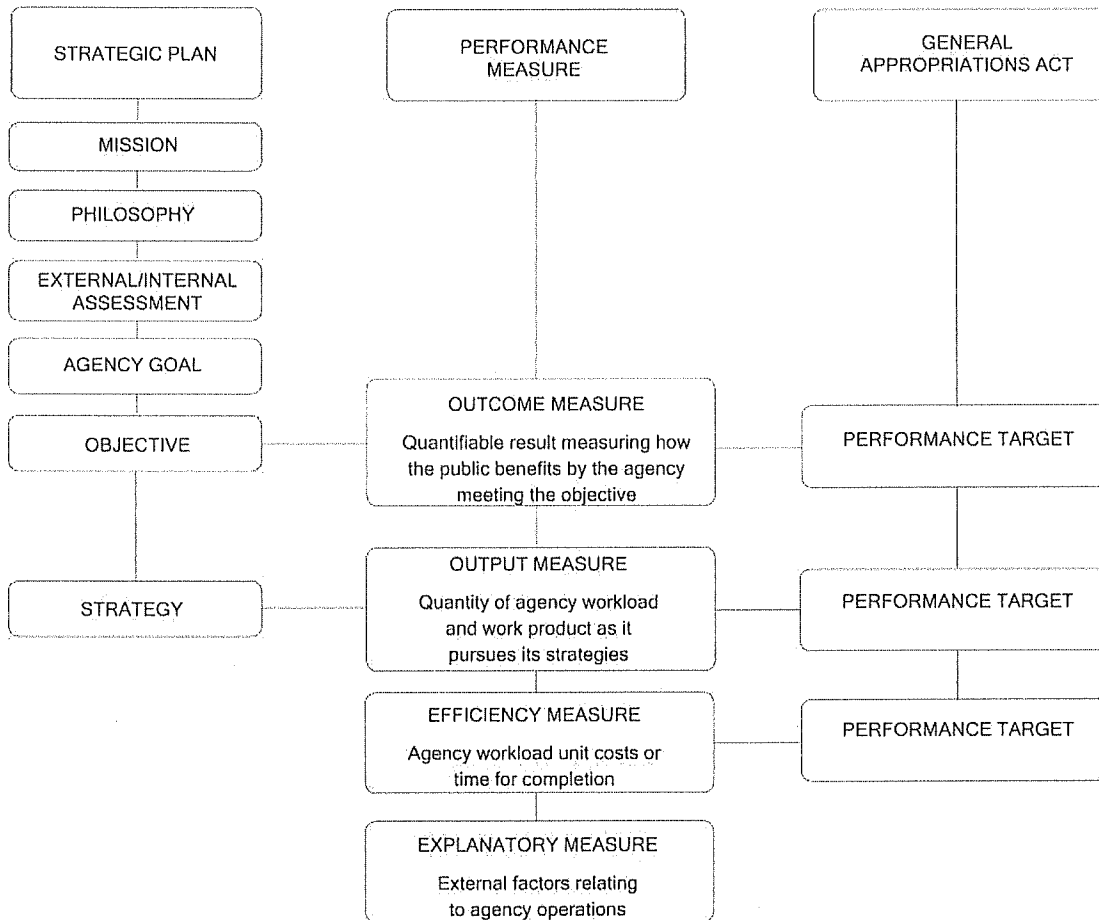 STRATEGIC PLAN
PERFORMANCE
MEASURE
GENERAL
APPROPRIATIONS ACT
MISSION
PHILOSOPHY
EXTERNAL/INTERNAL
ASSESSMENT
AGENCY GOAL
OBJECTIVE
OUTCOME MEASURE
Quantifiable result measuring how
the public benefits by the agency
meeting the objective
PERFORMANCE TARGET
STRATEGY
OUTPUT MEASURE
Quantity of agency workload
and work product as it
pursues its strategies
PERFORMANCE TARGET
EFFICIENCY MEASURE
Agency workload unit costs or
time for completion
PERFORMANCE TARGET
EXPLANATORY MEASURE
External factors relating
to agency operations